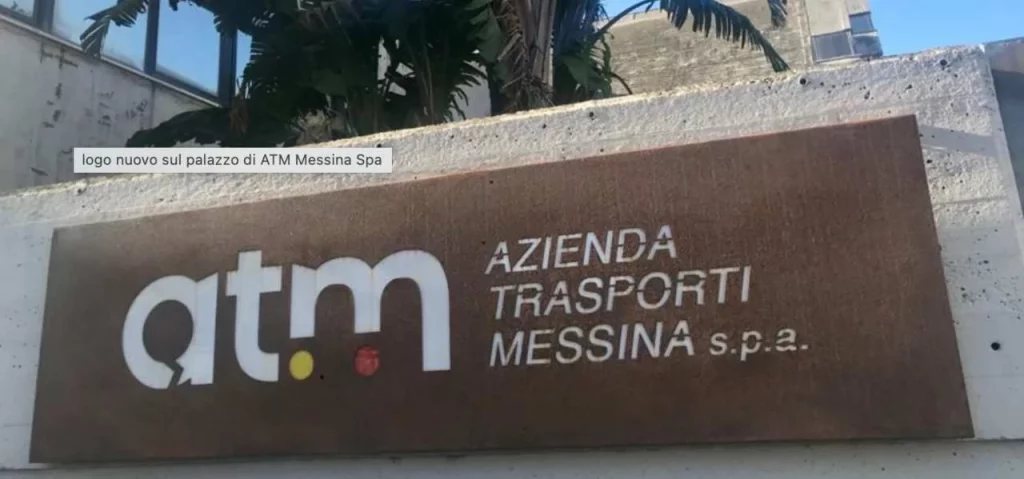 logo nuovo sul palazzo di ATM Messina Spa
atm
AZIENDA
TRASPORTI
MESSINA s.p.a.